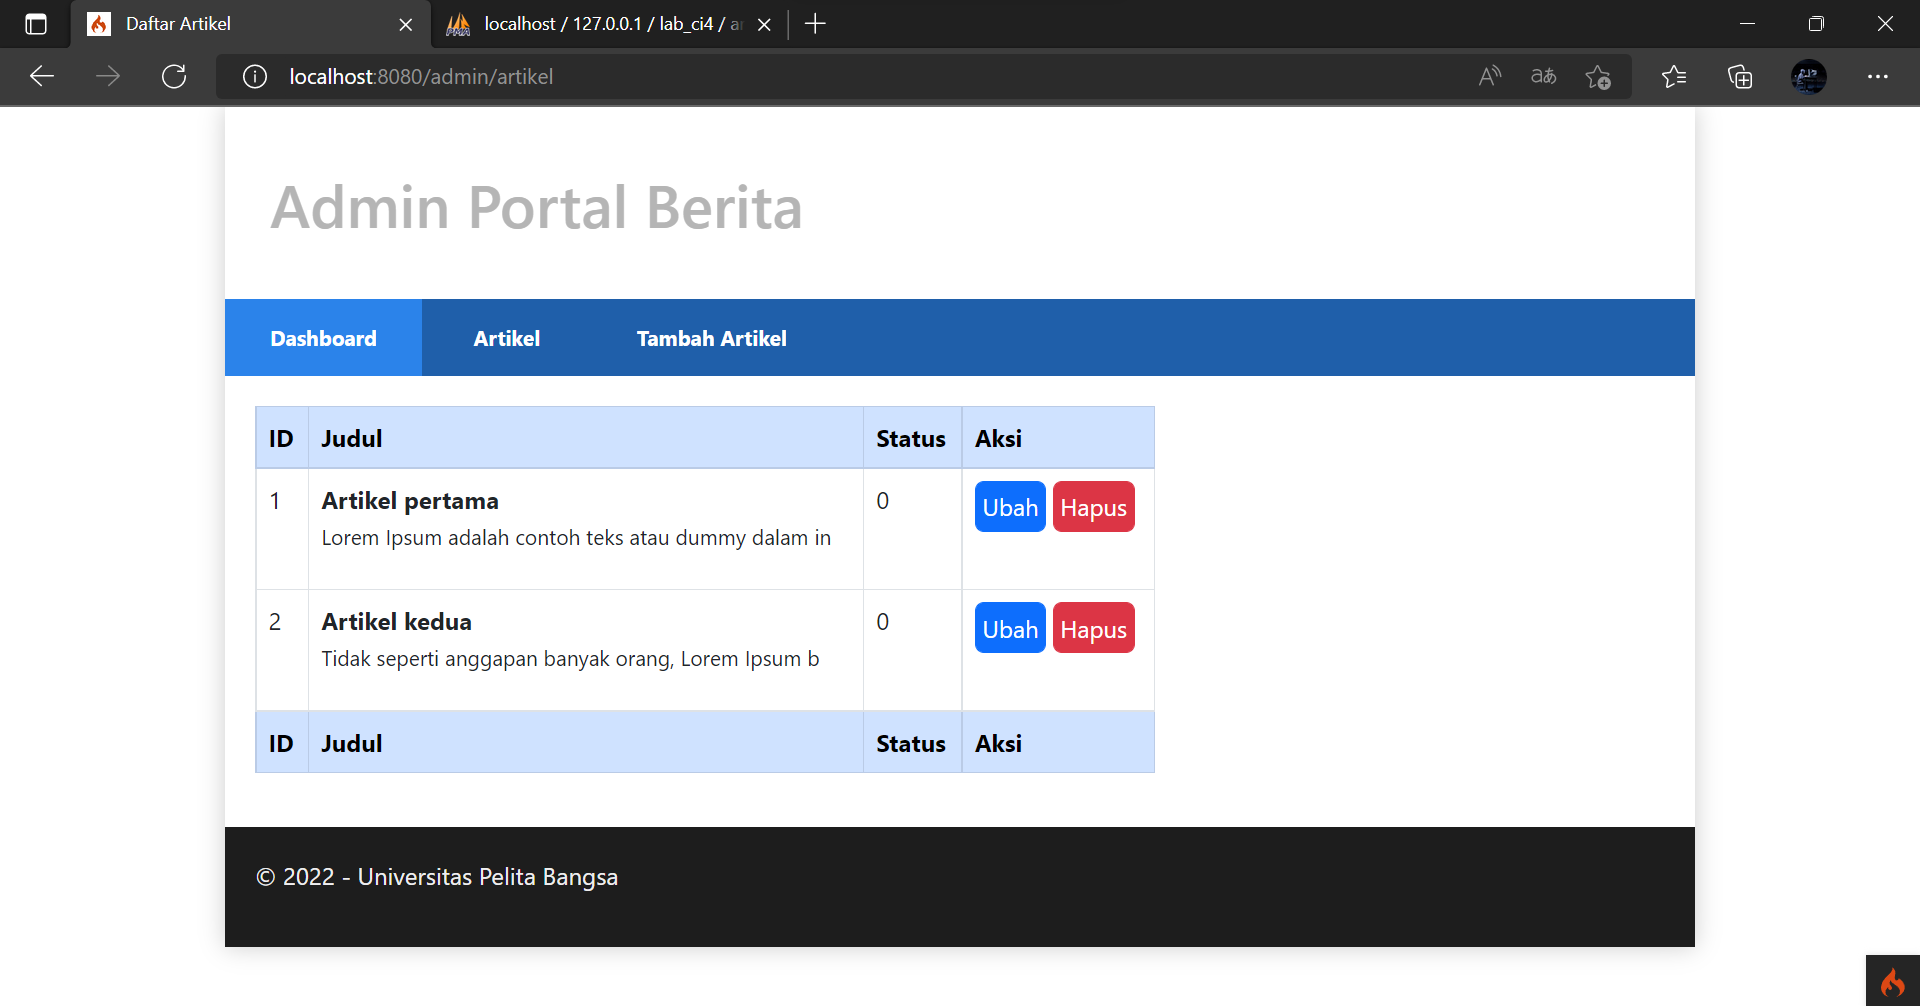 Daftar Artikel
localhost / 127.0.0.1 / lab_ci4 / ar
localhost:8080/admin/artikel
Admin Portal Berita
Dashboard Artikel Tambah Artikel
ID Judul Status Aksi
1 Artikel pertama 0 Ubah Hapus
Lorem Ipsum adalah contoh teks atau dummy dalam in
2 Artikel kedua 0 Ubah Hapus
Tidak seperti anggapan banyak orang, Lorem Ipsum b
ID Judul Status Aksi
© 2022 - Universitas Pelita Bangsa